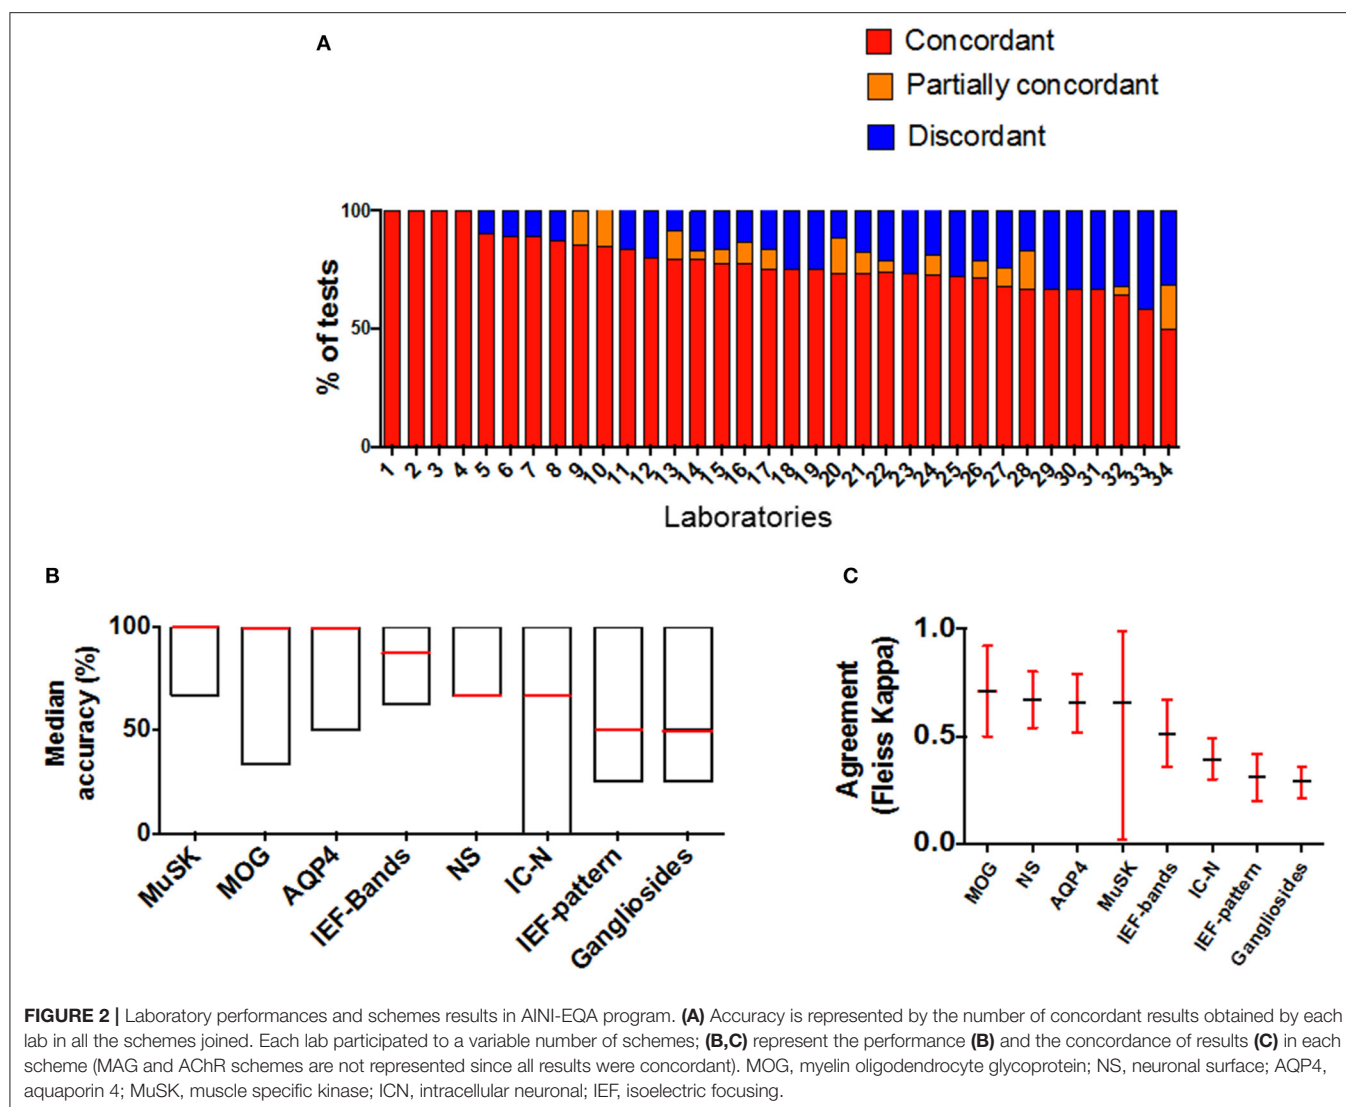 A
Concordant
Partially concordant
Discordant
% of tests
100
50
0
1 2 3 4 5 6 7 8 9 10 11 12 13 14 15 16 17 18 19 20 21 22 23 24 25 26 27 28 29 30 31 32 33 34
Laboratories
B
Median
accuracy (%)
100
50
0
MuSK MOG AQP4 IEF-Bands NS IC-N IEF-pattern Gangliosides
C
Agreement
(Fleiss Kappa)
1.0
0.5
0.0
MOG NS AQP4 MuSK IEF-bands IC-N IEF-pattern Gangliosides
FIGURE 2 | Laboratory performances and schemes results in AINI-EQA program. (A) Accuracy is represented by the number of concordant results obtained by each
lab in all the schemes joined. Each lab participated to a variable number of schemes; (B,C) represent the performance (B) and the concordance of results (C) in each
scheme (MAG and AChR schemes are not represented since all results were concordant). MOG, myelin oligodendrocyte glycoprotein; NS, neuronal surface; AQP4,
aquaporin 4; MuSK, muscle specific kinase; ICN, intracellular neuronal; IEF, isoelectric focusing.